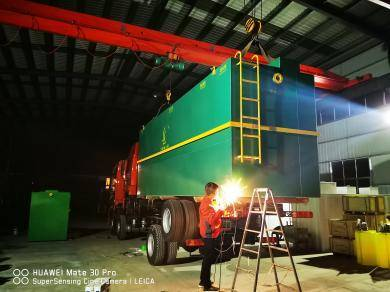 HUAWEI Mate 30 Pro
SuperSensing Cine Camera | LEICA